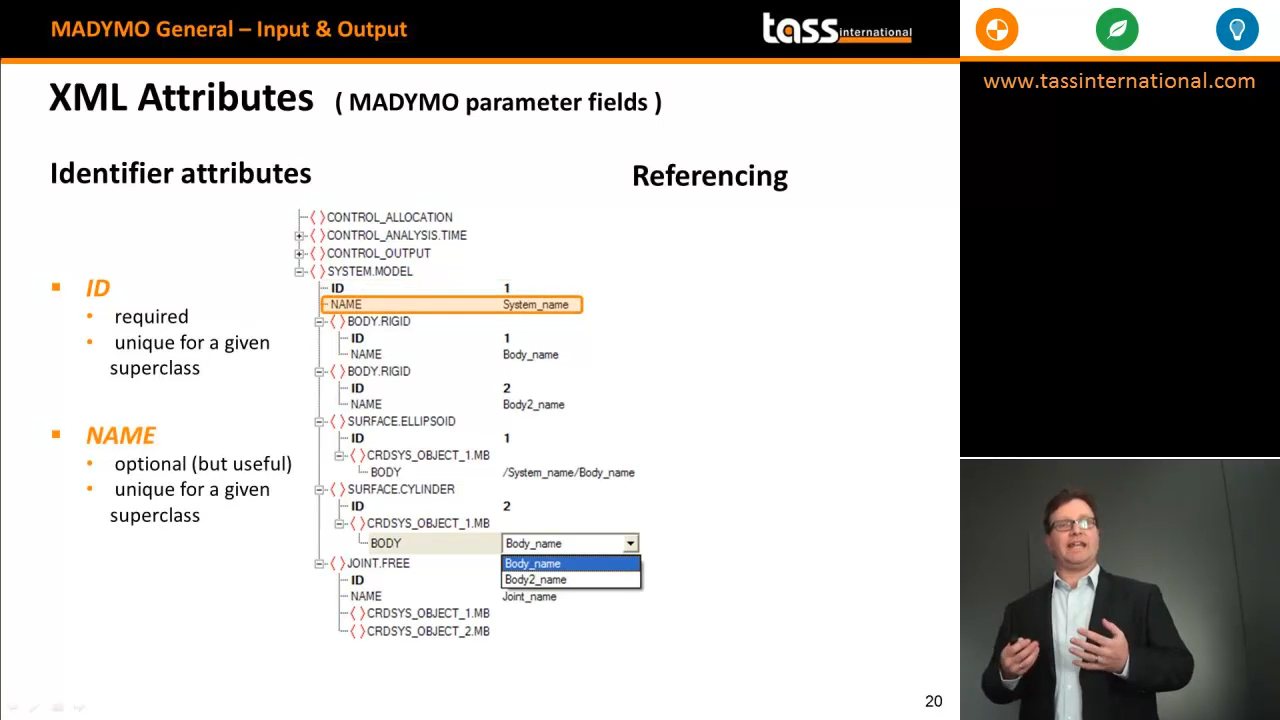 MADYMO General – Input & Output
tass international
www.tassinternational.com
XML Attributes ( MADYMO parameter fields )
Identifier attributes
Referencing
ID
required
unique for a given
superclass
NAME
optional (but useful)
unique for a given
superclass
CONTROL_ALLOCATION
CONTROL_ANALYSIS.TIME
CONTROL_OUTPUT
SYSTEM.MODEL
ID 1
NAME System_name
BODY.RIGID
ID 1
NAME Body_name
BODY.RIGID
ID 2
NAME Body2_name
SURFACE.ELLIPSOID
ID 1
CRDSYS_OBJECT_1.MB
BODY /System_name/Body_name
SURFACE.CYLINDER
ID 2
CRDSYS_OBJECT_1.MB
BODY Body_name
Body_name
Body2_name
JOINT.FREE
ID
NAME Joint_name
CRDSYS_OBJECT_1.MB
CRDSYS_OBJECT_2.MB
20